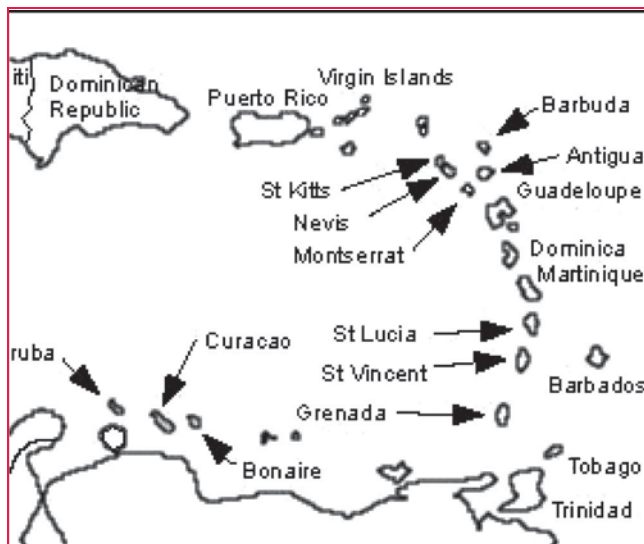 Virgin Islands
iti
Dominican
Republic
Puerto Rico
Barbuda
Antigua
St Kitts
Guadeloupe
Nevis
Montserrat
Dominica
Martinique
St Lucia
Curacao
ruba
St Vincent
Barbados
Grenada
Bonaire
Tobago
Trinidad